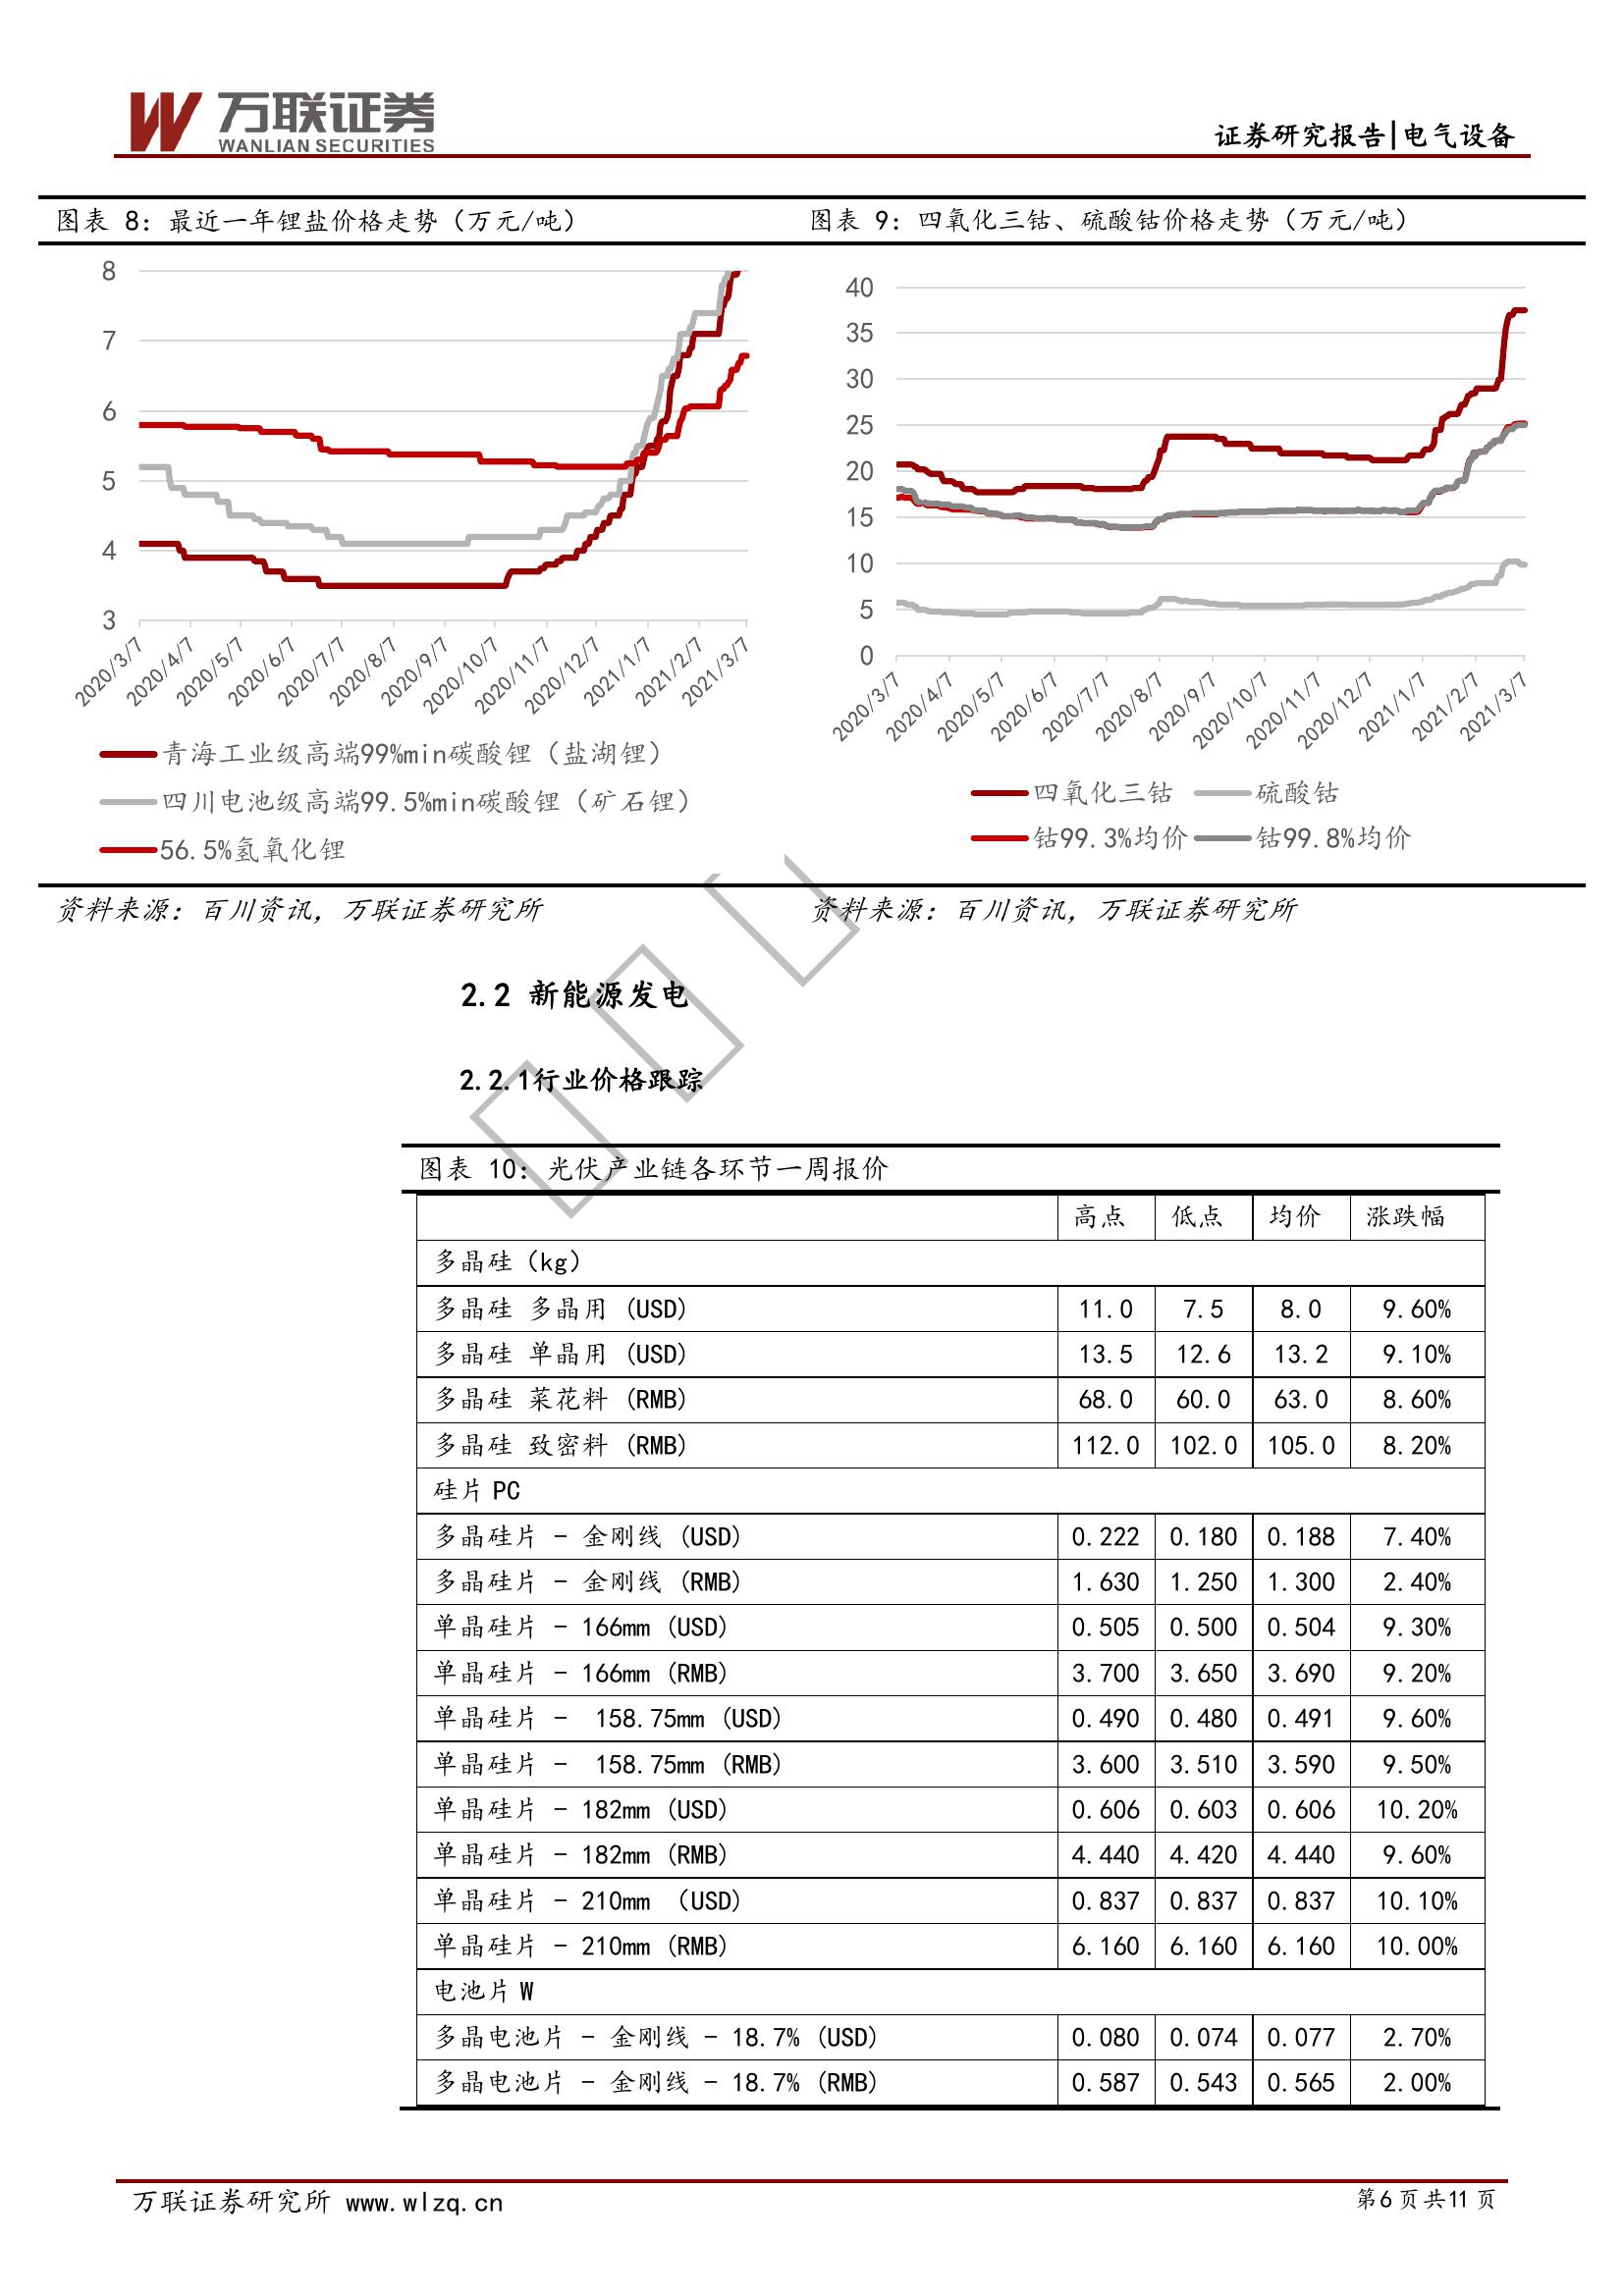 万联证券
WANLIAN SECURITIES
证券研究报告|电气设备
图表 8：最近一年锂盐价格走势（万元/吨）
8
7
6
5
4
3
2020/3/7
2020/4/7
2020/5/7
2020/6/7
2020/7/7
2020/8/7
2020/9/7
2020/10/7
2020/11/7
2020/12/7
2021/1/7
2021/2/7
2021/3/7
青海工业级高端99%min碳酸锂（盐湖锂）
四川电池级高端99.5%min碳酸锂（矿石锂）
56.5%氢氧化锂
资料来源：百川资讯，万联证券研究所
图表 9：四氧化三钴、硫酸钴价格走势（万元/吨）
40
35
30
25
20
15
10
5
0
2020/3/7
2020/4/7
2020/5/7
2020/6/7
2020/7/7
2020/8/7
2020/9/7
2020/10/7
2020/11/7
2020/12/7
2021/1/7
2021/2/7
2021/3/7
四氧化三钴 硫酸钴
钴99.3%均价 钴99.8%均价
资料来源：百川资讯，万联证券研究所
2.2 新能源发电
2.2.1行业价格跟踪
图表 10：光伏产业链各环节一周报价
高点 低点 均价 涨跌幅
多晶硅（kg）
多晶硅 多晶用 (USD) 11.0 7.5 8.0 9.60%
多晶硅 单晶用 (USD) 13.5 12.6 13.2 9.10%
多晶硅 菜花料 (RMB) 68.0 60.0 63.0 8.60%
多晶硅 致密料 (RMB) 112.0 102.0 105.0 8.20%
硅片 PC
多晶硅片 - 金刚线 (USD) 0.222 0.180 0.188 7.40%
多晶硅片 - 金刚线 (RMB) 1.630 1.250 1.300 2.40%
单晶硅片 - 166mm (USD) 0.505 0.500 0.504 9.30%
单晶硅片 - 166mm (RMB) 3.700 3.650 3.690 9.20%
单晶硅片 - 158.75mm (USD) 0.490 0.480 0.491 9.60%
单晶硅片 - 158.75mm (RMB) 3.600 3.510 3.590 9.50%
单晶硅片 - 182mm (USD) 0.606 0.603 0.606 10.20%
单晶硅片 - 182mm (RMB) 4.440 4.420 4.440 9.60%
单晶硅片 - 210mm （USD) 0.837 0.837 0.837 10.10%
单晶硅片 - 210mm (RMB) 6.160 6.160 6.160 10.00%
电池片 W
多晶电池片 - 金刚线 - 18.7% (USD) 0.080 0.074 0.077 2.70%
多晶电池片 - 金刚线 - 18.7% (RMB) 0.587 0.543 0.565 2.00%
万联证券研究所 www.wlzq.cn
第6页共11页